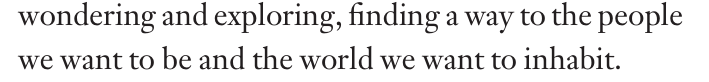 wondering and exploring, finding a way to the people
we want to be and the world we want to inhabit.